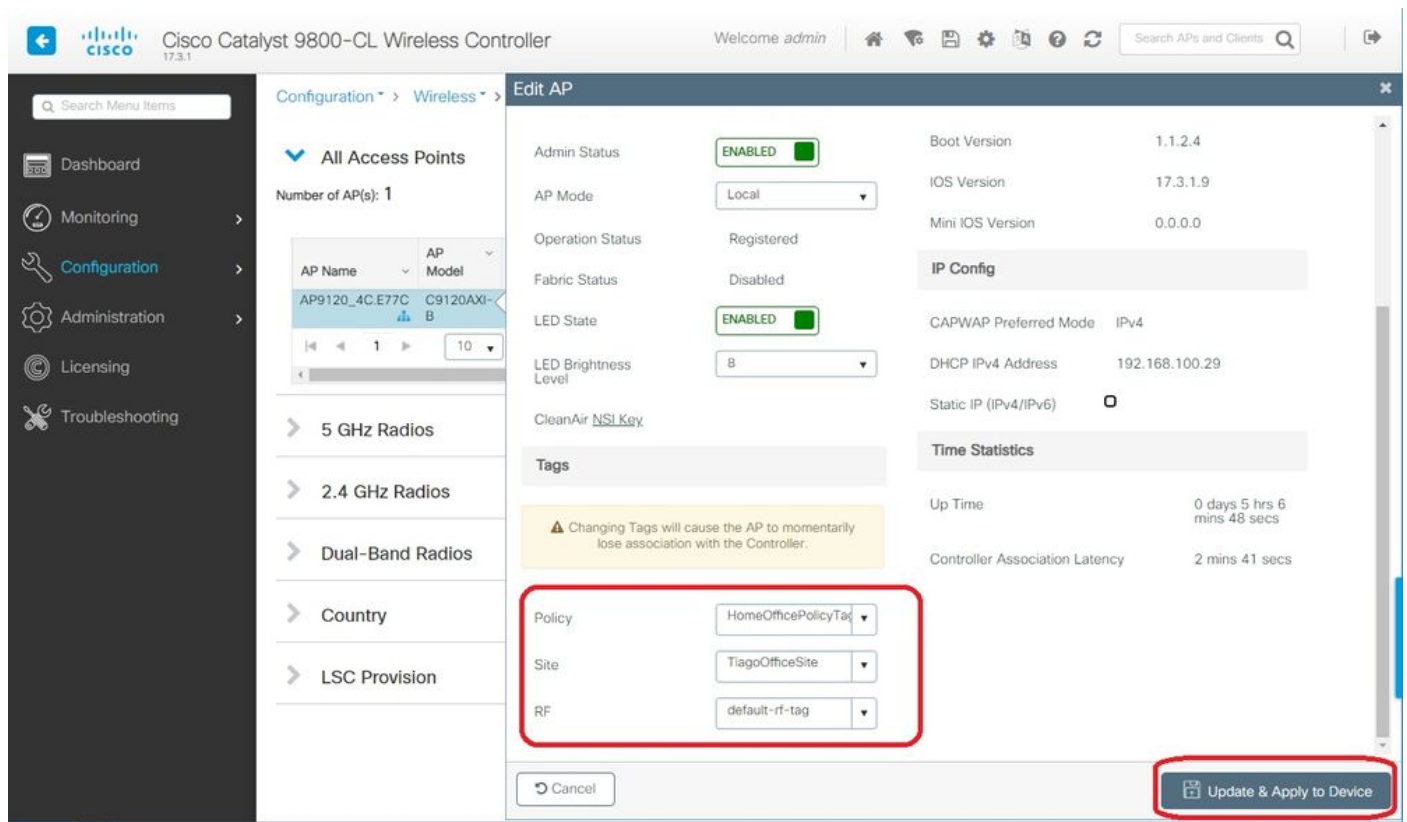 CISCO
Cisco Catalyst 9800-CL Wireless Controller
17.3.1
Welcome admin
Search APs and Clients
Search Menu Items
Dashboard
Monitoring
Configuration
Administration
Licensing
Troubleshooting
Configuration > Wireless >
All Access Points
Number of AP(s): 1
AP Name
AP Model
AP9120_4C.E77C
C9120AXI-B
1
10
5 GHz Radios
2.4 GHz Radios
Dual-Band Radios
Country
LSC Provision
Edit AP
Admin Status ENABLED
AP Mode Local
Operation Status Registered
Fabric Status Disabled
LED State ENABLED
LED Brightness Level 8
CleanAir NSI Key
Tags
Changing Tags will cause the AP to momentarily
lose association with the Controller.
Policy HomeOfficePolicyTag
Site TiagoOfficeSite
RF default-rf-tag
Boot Version 1.1.2.4
IOS Version 17.3.1.9
Mini IOS Version 0.0.0.0
IP Config
CAPWAP Preferred Mode IPv4
DHCP IPv4 Address 192.168.100.29
Static IP (IPv4/IPv6)
Time Statistics
Up Time 0 days 5 hrs 6 mins 48 secs
Controller Association Latency 2 mins 41 secs
Cancel
Update & Apply to Device